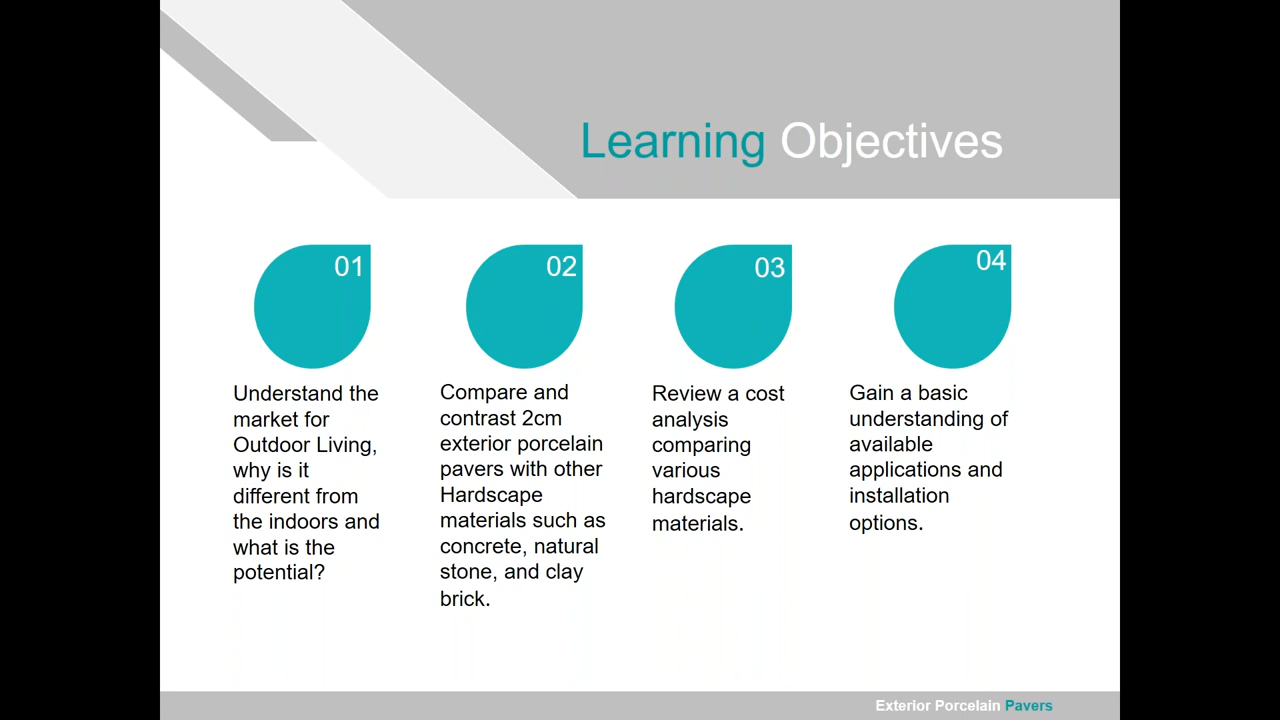 Learning Objectives
01
Understand the
market for
Outdoor Living,
why is it
different from
the indoors and
what is the
potential?
02
Compare and
contrast 2cm
exterior porcelain
pavers with other
Hardscape
materials such as
concrete, natural
stone, and clay
brick.
03
Review a cost
analysis
comparing
various
hardscape
materials.
04
Gain a basic
understanding of
available
applications and
installation
options.
Exterior Porcelain Pavers